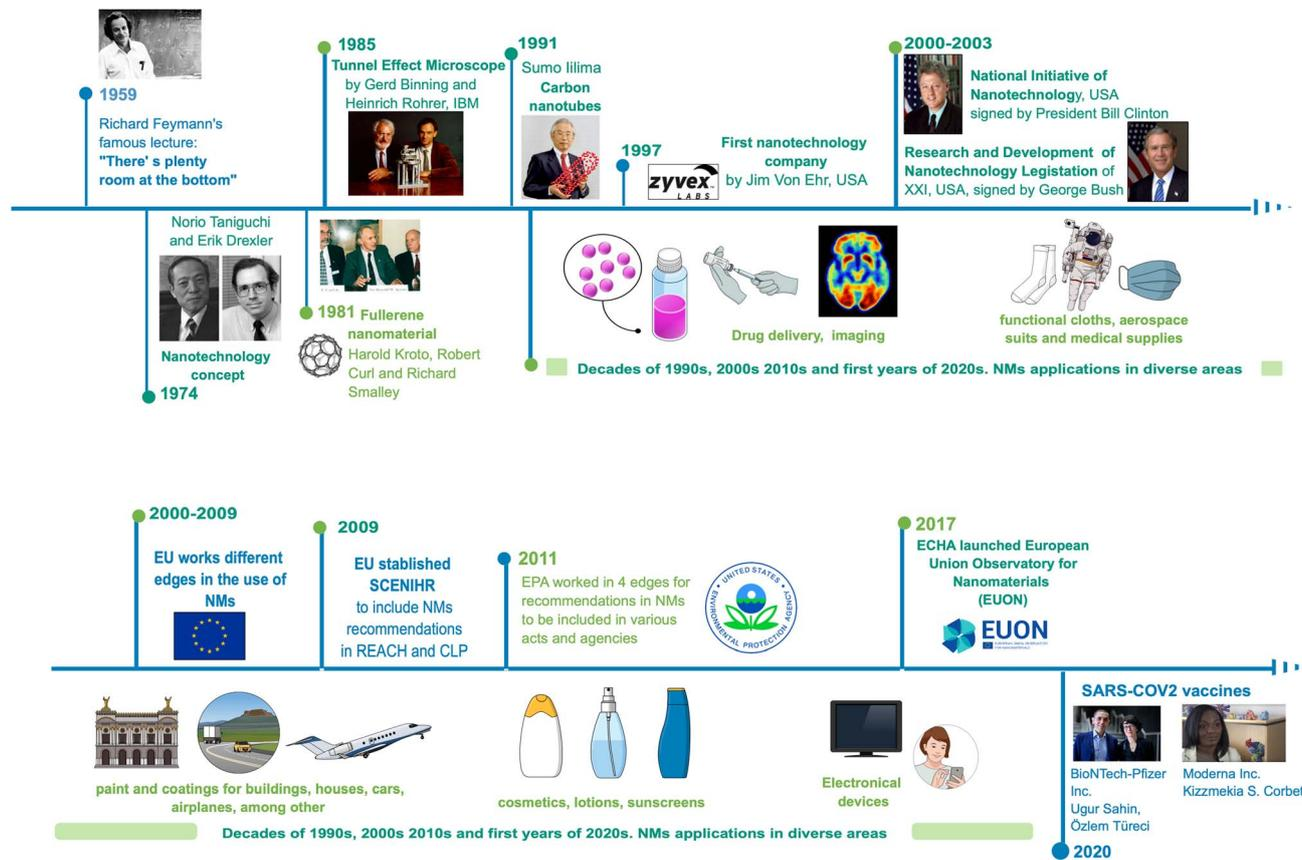 1959
Richard Feymann's
famous lecture:
"There' s plenty
room at the bottom"
1985
Tunnel Effect Microscope
by Gerd Binning and
Heinrich Rohrer, IBM
1991
Sumo Iilima
Carbon
nanotubes
1997
zyvex
LABS
First nanotechnology
company
by Jim Von Ehr, USA
2000-2003
National Initiative of
Nanotechnology, USA
signed by President Bill Clinton
Research and Development of
Nanotechnology Legistation of
XXI, USA, signed by George Bush
Norio Taniguchi
and Erik Drexler
Nanotechnology
concept
1974
1981 Fullerene
nanomaterial
Harold Kroto, Robert
Curl and Richard
Smalley
Drug delivery, imaging
functional cloths, aerospace
suits and medical supplies
Decades of 1990s, 2000s 2010s and first years of 2020s. NMs applications in diverse areas
2000-2009
EU works different
edges in the use of
NMs
2009
EU stablished
SCENIHR
to include NMs
recommendations
in REACH and CLP
2011
EPA worked in 4 edges for
recommendations in NMs
to be included in various
acts and agencies
UNITED STATES
ENVIRONMENTAL PROTECTION AGENCY
2017
ECHA launched European
Union Observatory for
Nanomaterials
(EUON)
EUON
EUROPEAN UNION OBSERVATORY
FOR NANOMATERIALS
SARS-COV2 vaccines
BioNTech-Pfizer
Inc.
Ugur Sahin,
Özlem Türeci
Moderna Inc.
Kizzmekia S. Corbet
2020
paint and coatings for buildings, houses, cars,
airplanes, among other
cosmetics, lotions, sunscreens
Electronical
devices
Decades of 1990s, 2000s 2010s and first years of 2020s. NMs applications in diverse areas